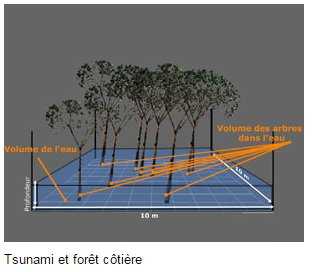 Volume des arbres
dans l'eau
Volume de l'eau
Profondeur
10 m
10 m
Tsunami et forêt côtière